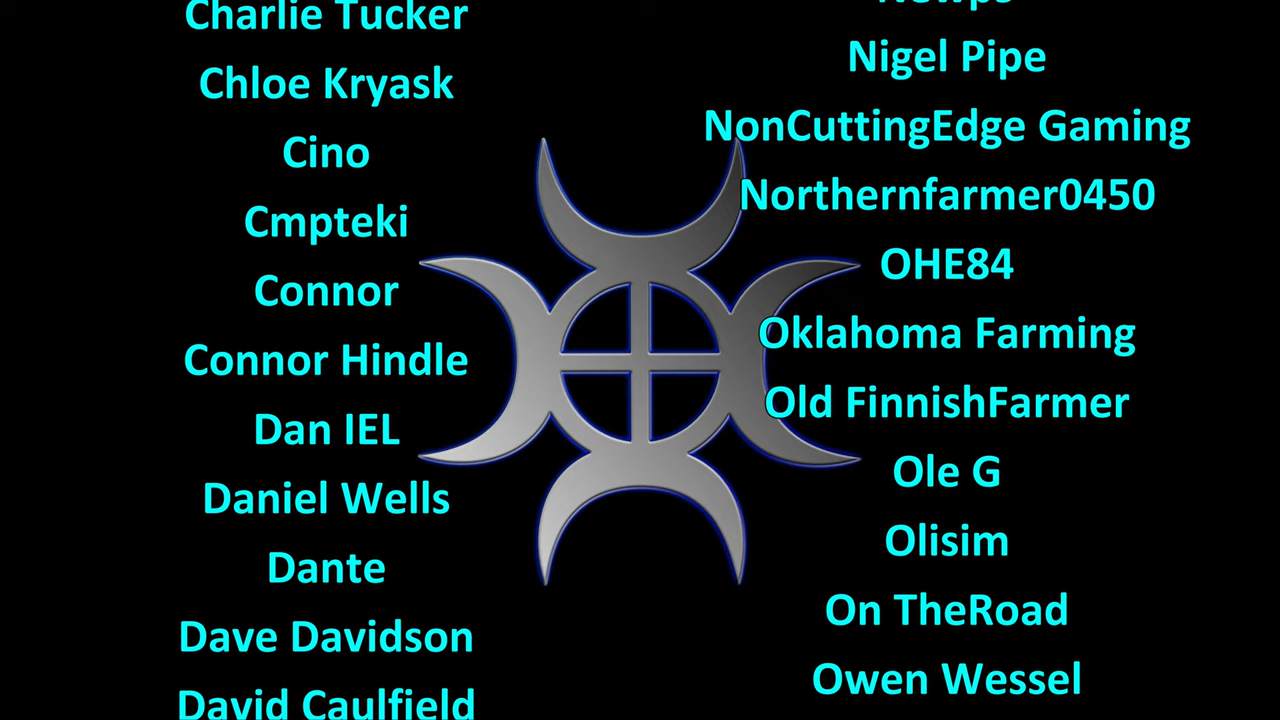 Charlie Tucker
Chloe Kryask
Cino
Cmpteki
Connor
Connor Hindle
Dan IEL
Daniel Wells
Dante
Dave Davidson
David Caulfield
Nigel Pipe
NonCuttingEdge Gaming
Northernfarmer0450
OHE84
Oklahoma Farming
Old FinnishFarmer
Ole G
Olisim
On TheRoad
Owen Wessel